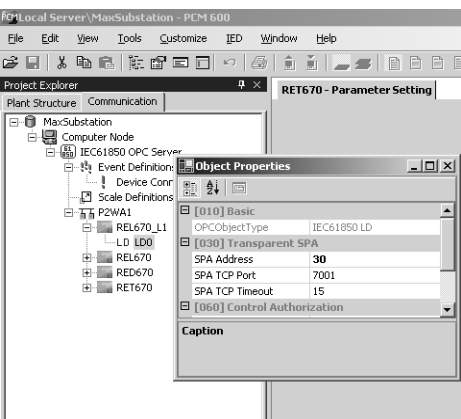 Local Server\MaxSubstation - PCM 600
File Edit View Tools Customize IED Window Help
Project Explorer
Plant Structure Communication
RET670 - Parameter Setting
MaxSubstation
Computer Node
IEC61850 OPC Server
Event Definition
Device Conn
Scale Definitions
P2WA1
REL670_L1
LD LD0
REL670
RED670
RET670
Object Properties
[010] Basic
OPCObjectType IEC61850 LD
[030] Transparent SPA
SPA Address 30
SPA TCP Port 7001
SPA TCP Timeout 15
[060] Control Authorization
Caption